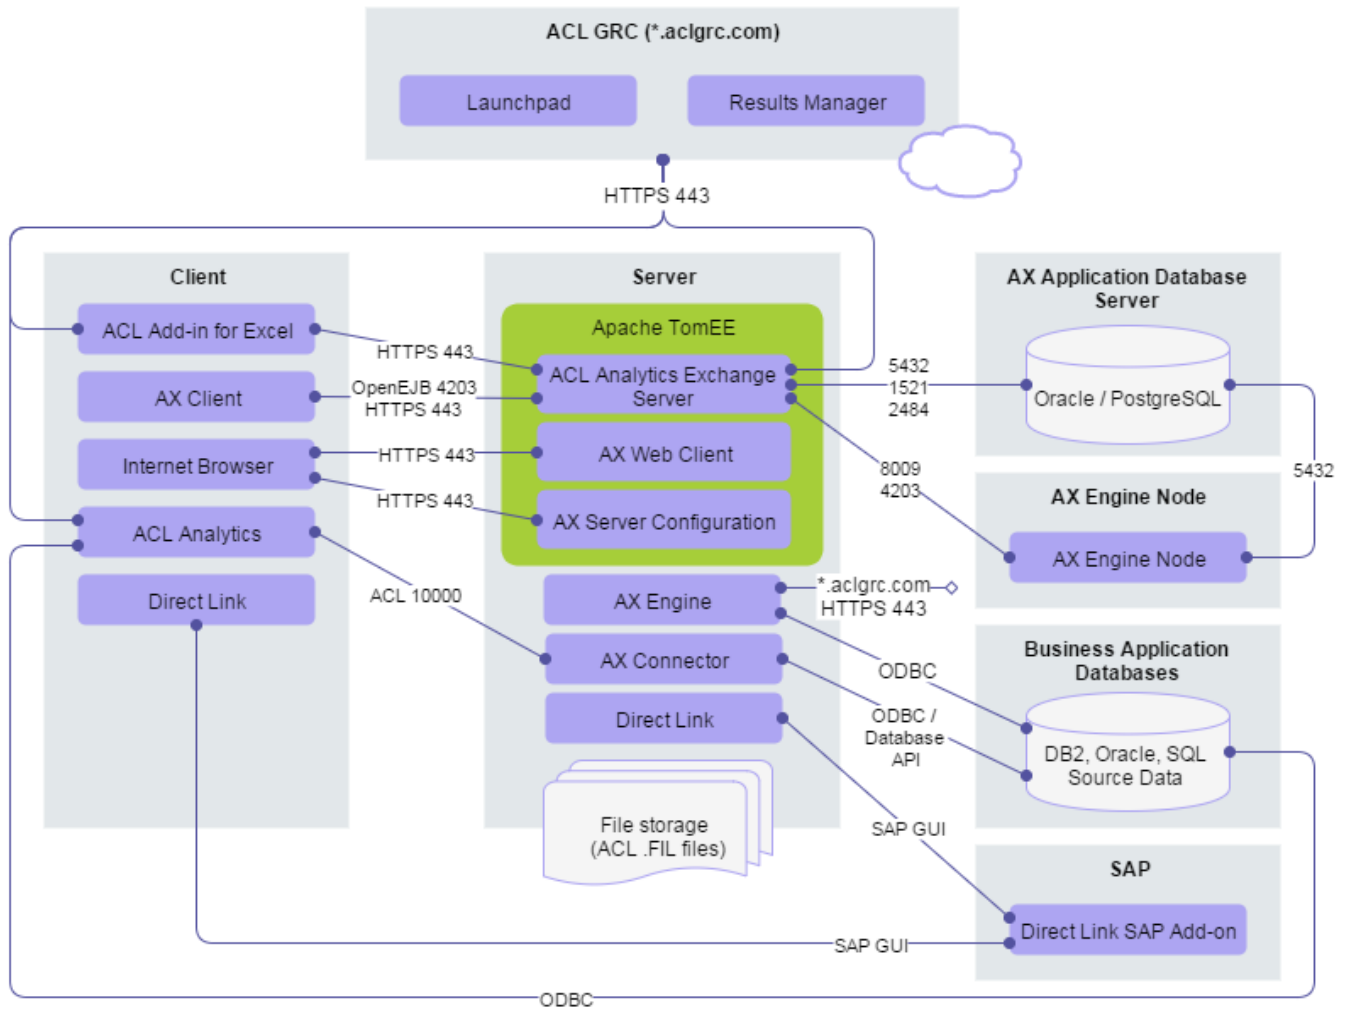 ACL GRC (*.aclgrc.com)
Launchpad
Results Manager
HTTPS 443
Client
ACL Add-in for Excel
AX Client
Internet Browser
ACL Analytics
Direct Link
HTTPS 443
OpenEJB 4203
HTTPS 443
HTTPS 443
HTTPS 443
ACL 10000
Server
Apache TomEE
ACL Analytics Exchange
Server
AX Web Client
AX Server Configuration
AX Engine
AX Connector
Direct Link
File storage
(ACL .FIL files)
5432
1521
2484
8009
4203
*.aclgrc.com
HTTPS 443
ODBC
ODBC /
Database
API
SAP GUI
SAP GUI
ODBC
AX Application Database
Server
Oracle / PostgreSQL
5432
AX Engine Node
AX Engine Node
Business Application
Databases
DB2, Oracle, SQL
Source Data
SAP
Direct Link SAP Add-on